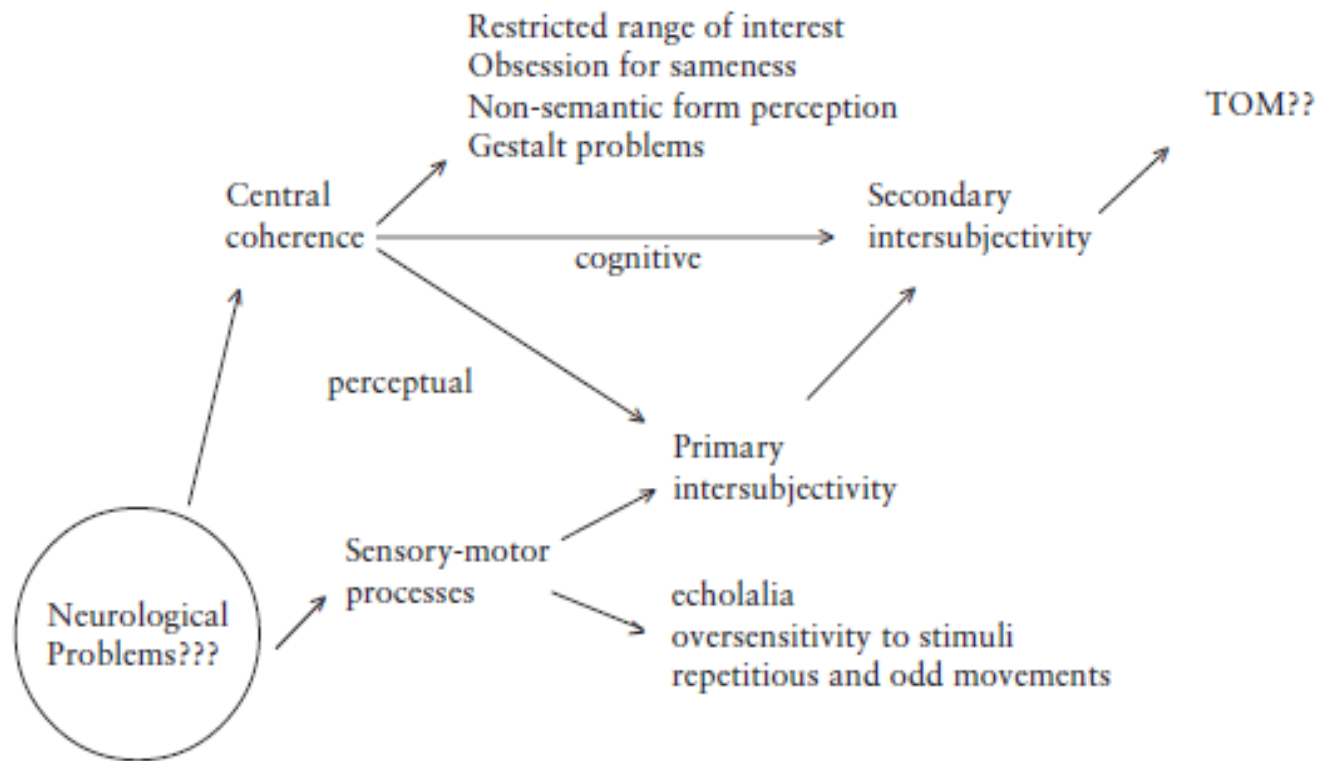 Restricted range of interest
Obsession for sameness
Non-semantic form perception
Gestalt problems
TOM??
Central
coherence
Secondary
intersubjectivity
cognitive
perceptual
Primary
intersubjectivity
Sensory-motor
processes
echolalia
oversensitivity to stimuli
repetitious and odd movements
Neurological
Problems???